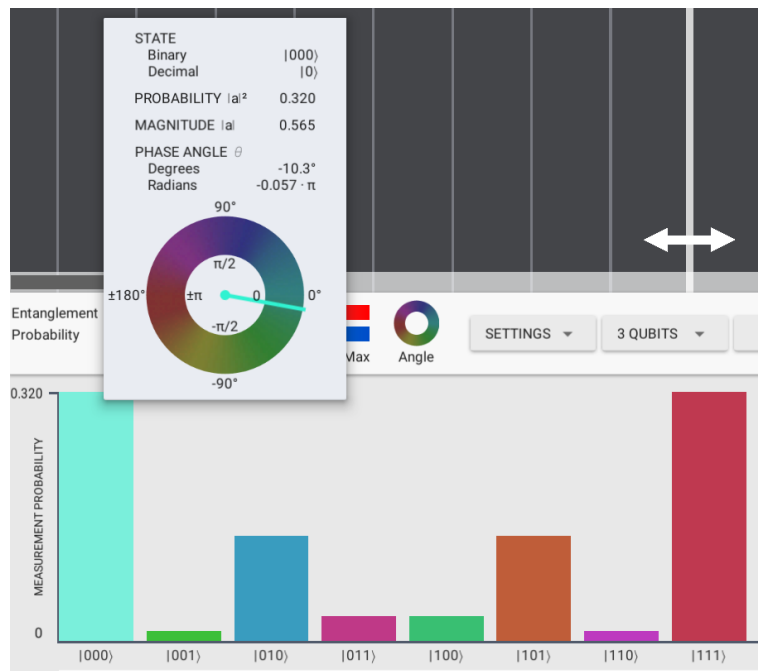 STATE
Binary |000⟩
Decimal |0⟩
PROBABILITY |a|² 0.320
MAGNITUDE |a| 0.565
PHASE ANGLE θ
Degrees -10.3°
Radians -0.057 · π
90°
π/2
±180° ±π 0 0°
-π/2
-90°
Entanglement
Probability
Max
Angle
SETTINGS
3 QUBITS
0.320
MEASUREMENT PROBABILITY
0
|000⟩ |001⟩ |010⟩ |011⟩ |100⟩ |101⟩ |110⟩ |111⟩